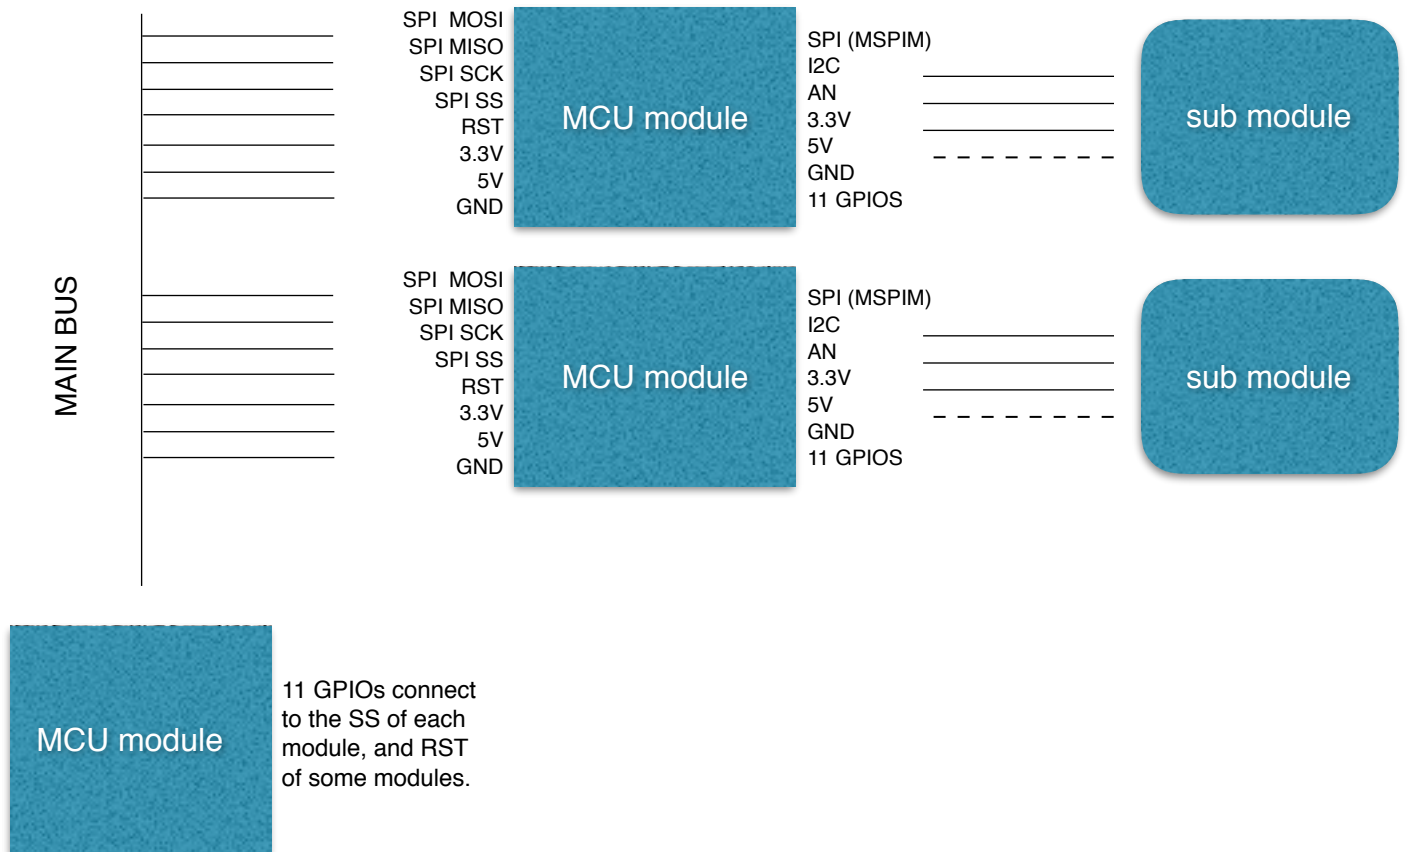 SPI  MOSI
SPI MISO
SPI SCK
SPI SS
RST
3.3V
5V
GND
MCU module
SPI (MSPIM)
I2C
AN
3.3V
5V
GND
11 GPIOS
sub module
MAIN BUS
SPI  MOSI
SPI MISO
SPI SCK
SPI SS
RST
3.3V
5V
GND
MCU module
SPI (MSPIM)
I2C
AN
3.3V
5V
GND
11 GPIOS
sub module
MCU module
11 GPIOs connect
to the SS of each
module, and RST
of some modules.